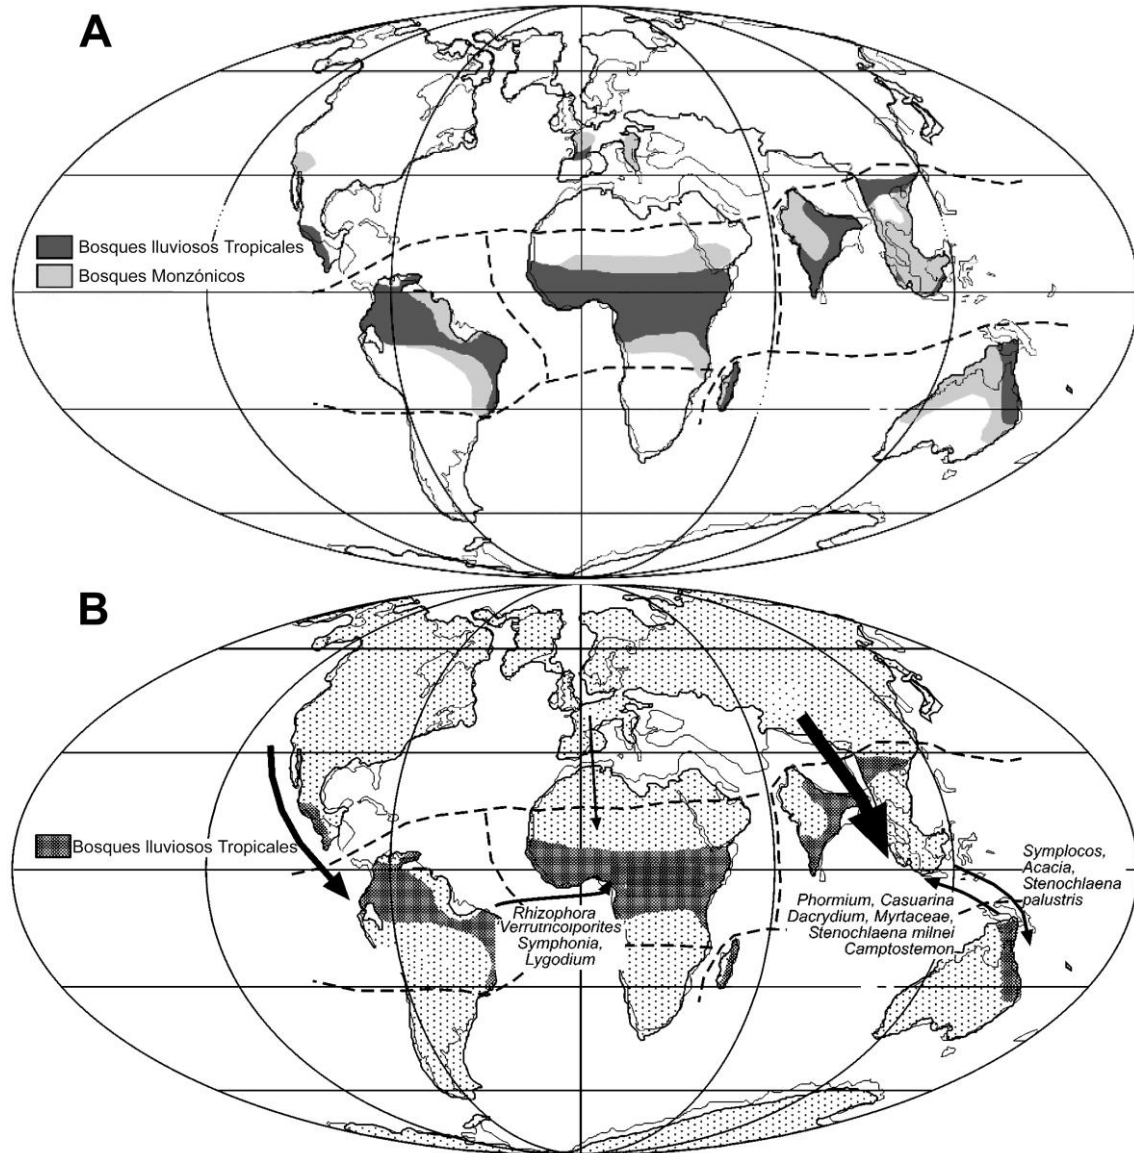 A
Bosques lluviosos Tropicales
Bosques Monzónicos
B
Bosques lluviosos Tropicales
Rhizophora
Verrutricolporites
Symphonia,
Lygodium
Phormium, Casuarina
Dacrydium, Myrtaceae,
Stenochlaena milnei
Camptostemon
Symplocos,
Acacia,
Stenochlaena
palustris